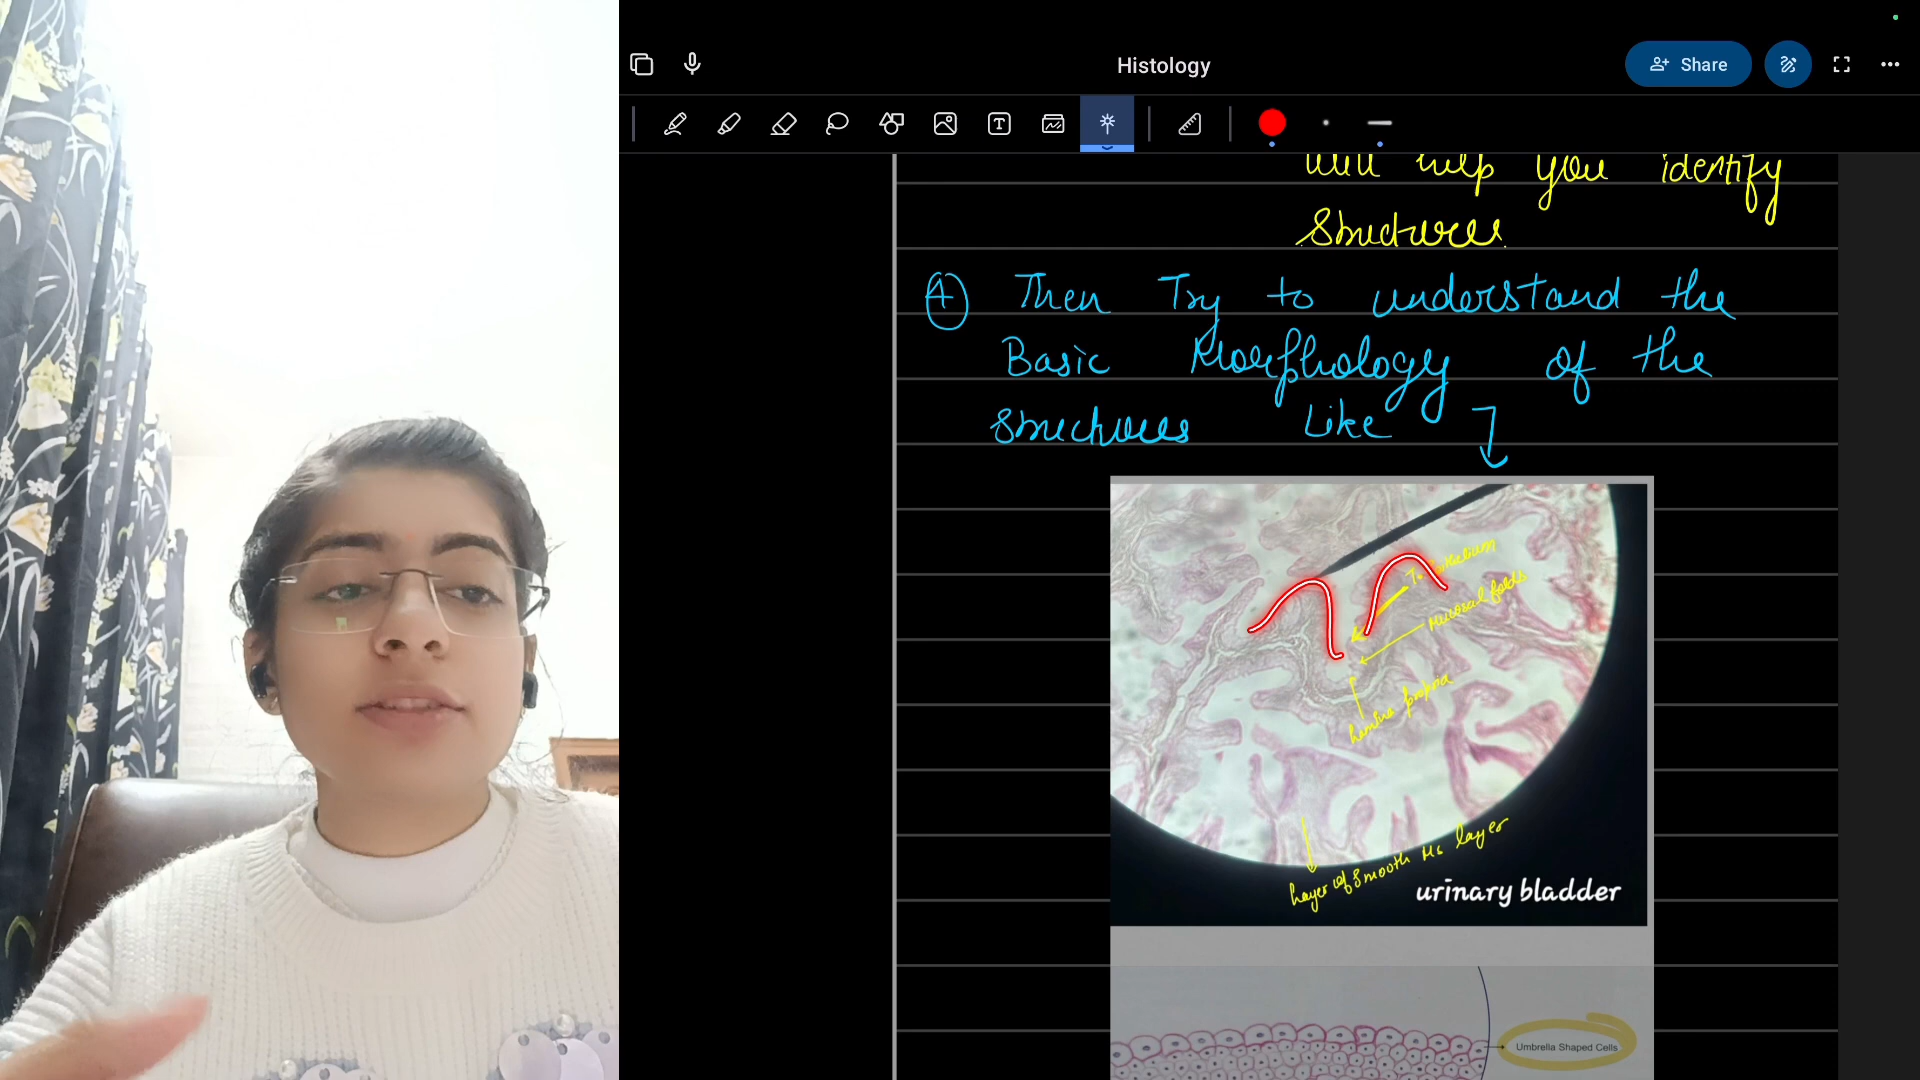 Histology
Share
will help you identify
Structures.
4 Then Try to understand the
Basic Morphology of the
structures Like
Mucosal folds
Lamina propria
Layer of Smooth Ms layer
urinary bladder
Umbrella Shaped Cells